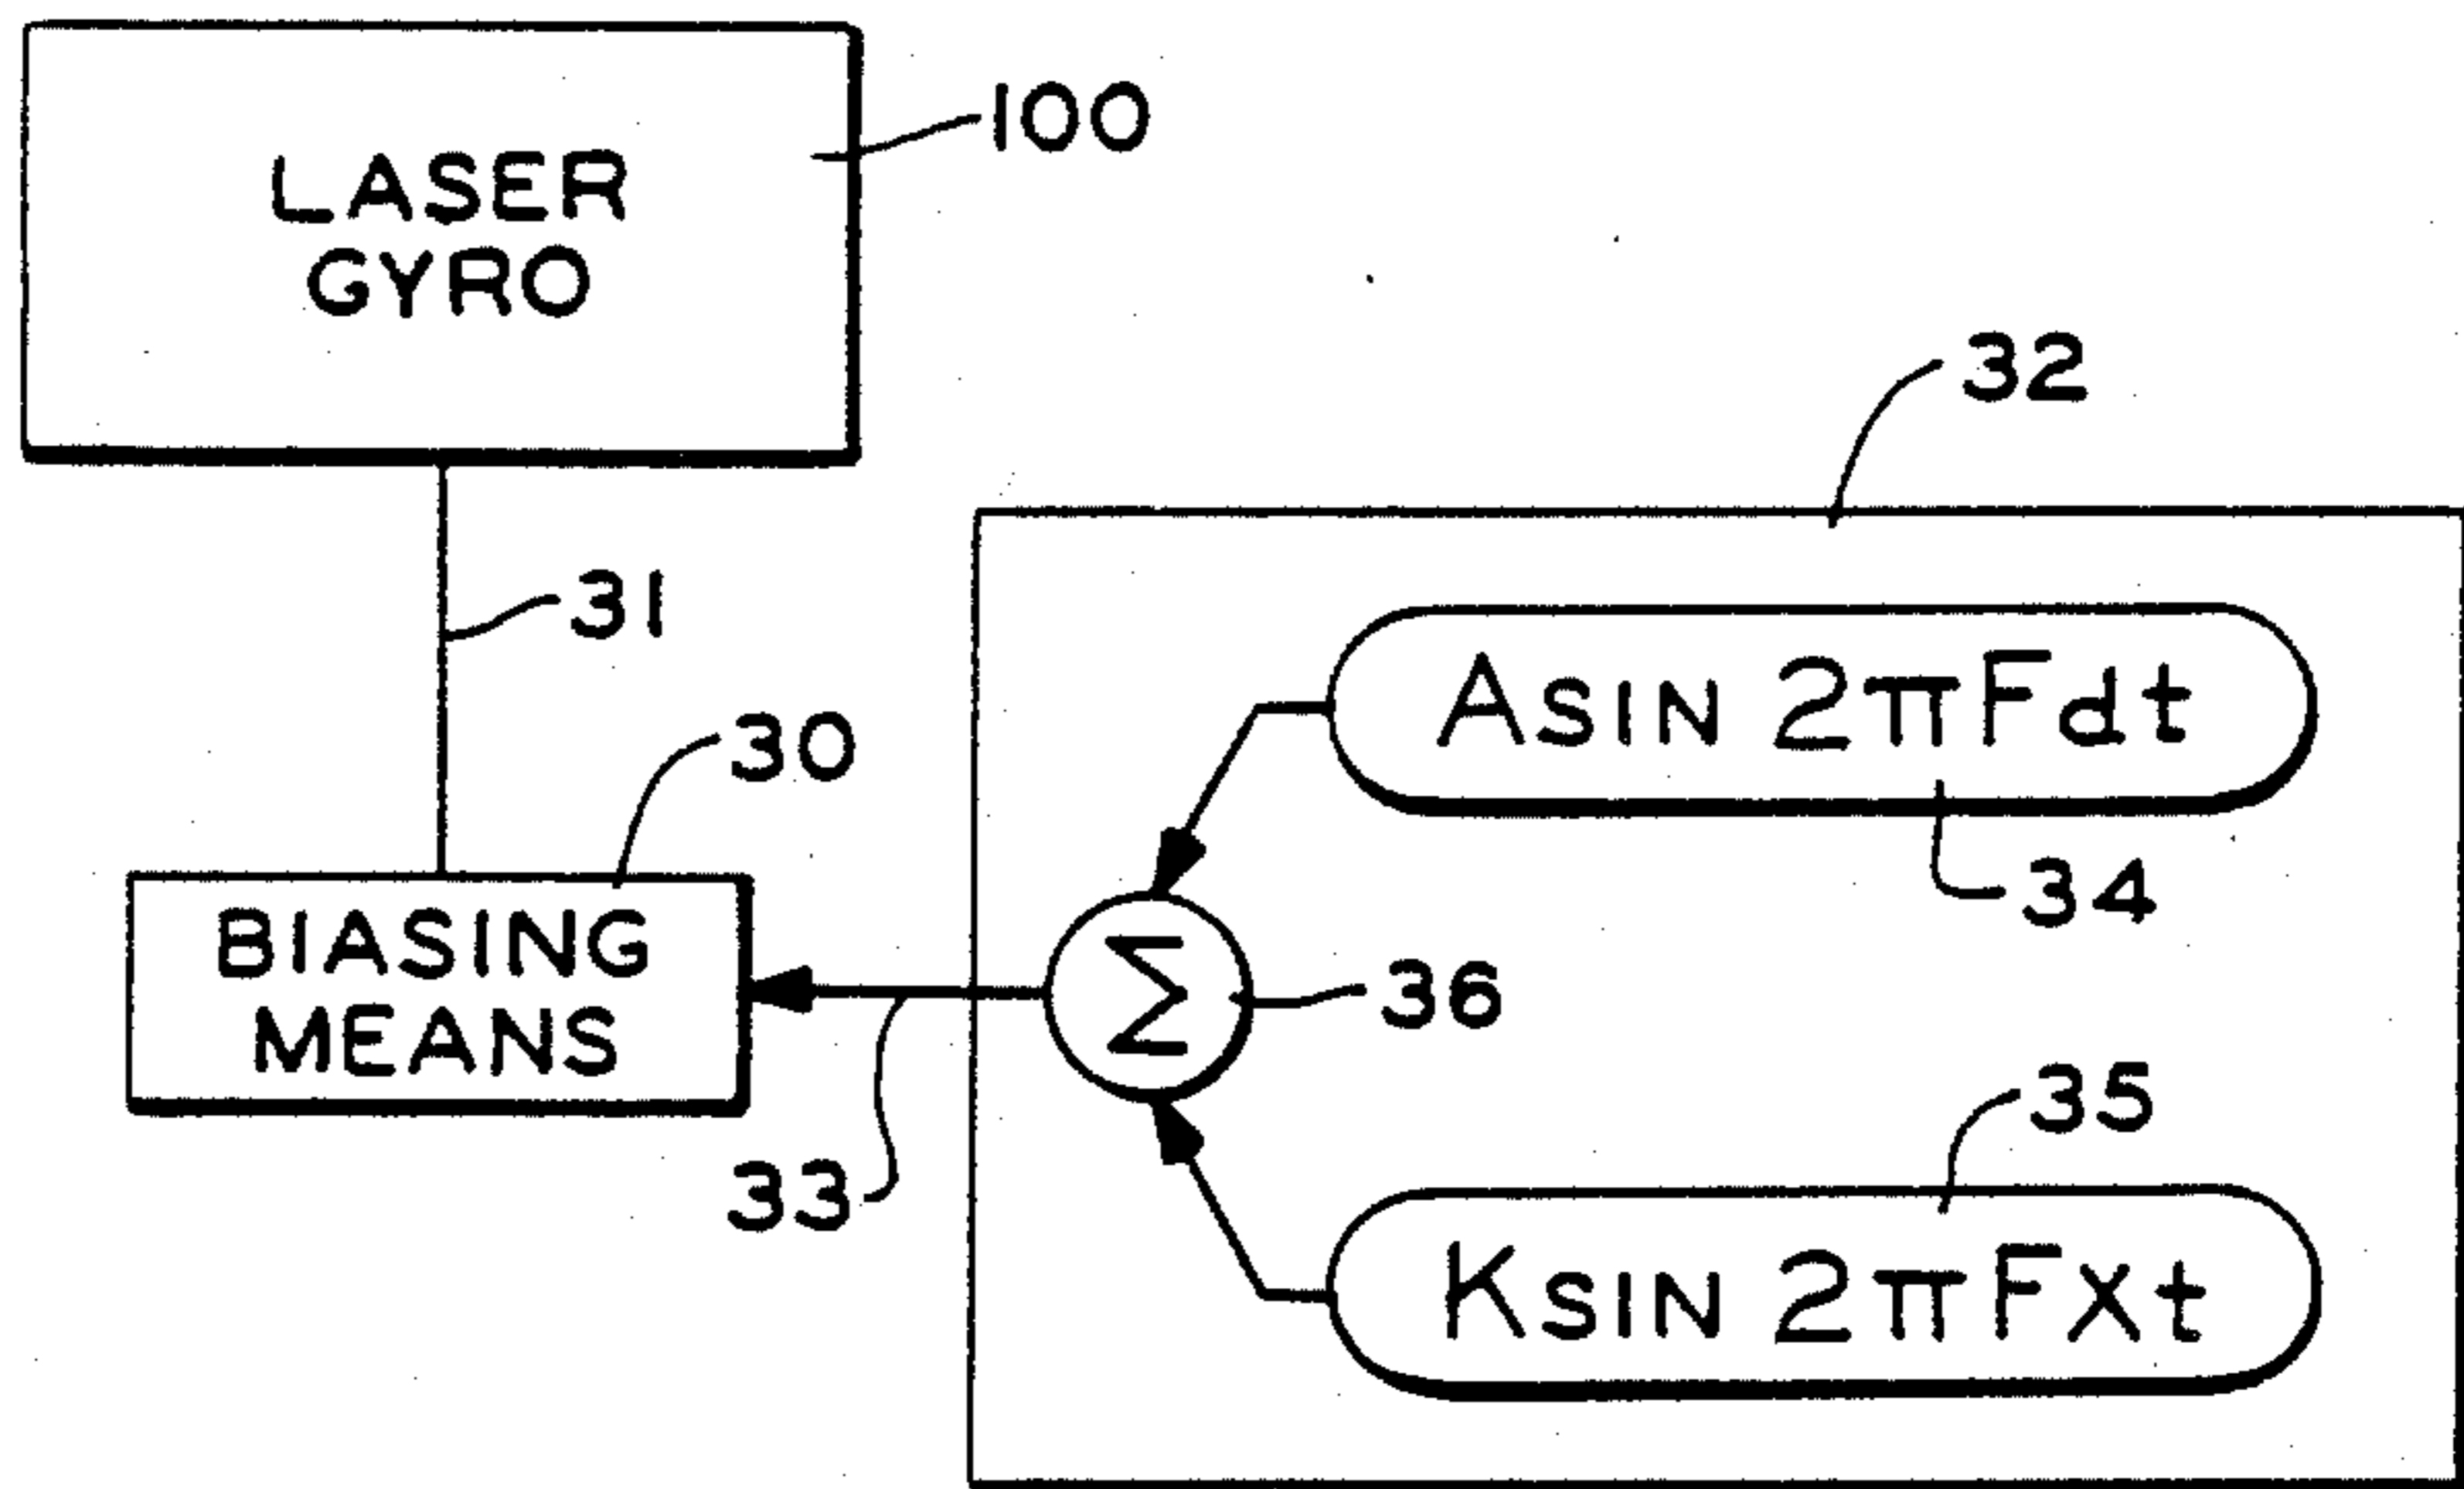 LASER
GYRO
100
32
31
30
ASIN 2πFdt
34
BIASING
MEANS
Σ
36
33
35
KSIN 2πFXt